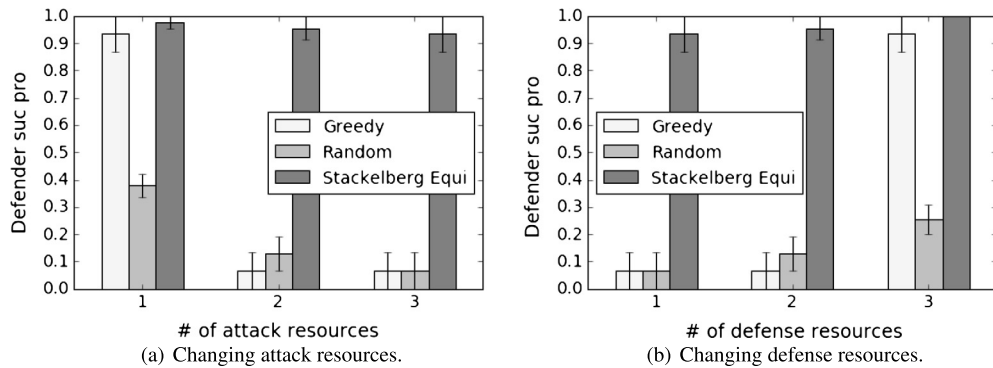 Defender suc pro
1.0
0.9
0.8
0.7
0.6
0.5
0.4
0.3
0.2
0.1
0.0
Greedy
Random
Stackelberg Equi
1 2 3
# of attack resources
(a) Changing attack resources.
Defender suc pro
1.0
0.9
0.8
0.7
0.6
0.5
0.4
0.3
0.2
0.1
0.0
Greedy
Random
Stackelberg Equi
1 2 3
# of defense resources
(b) Changing defense resources.